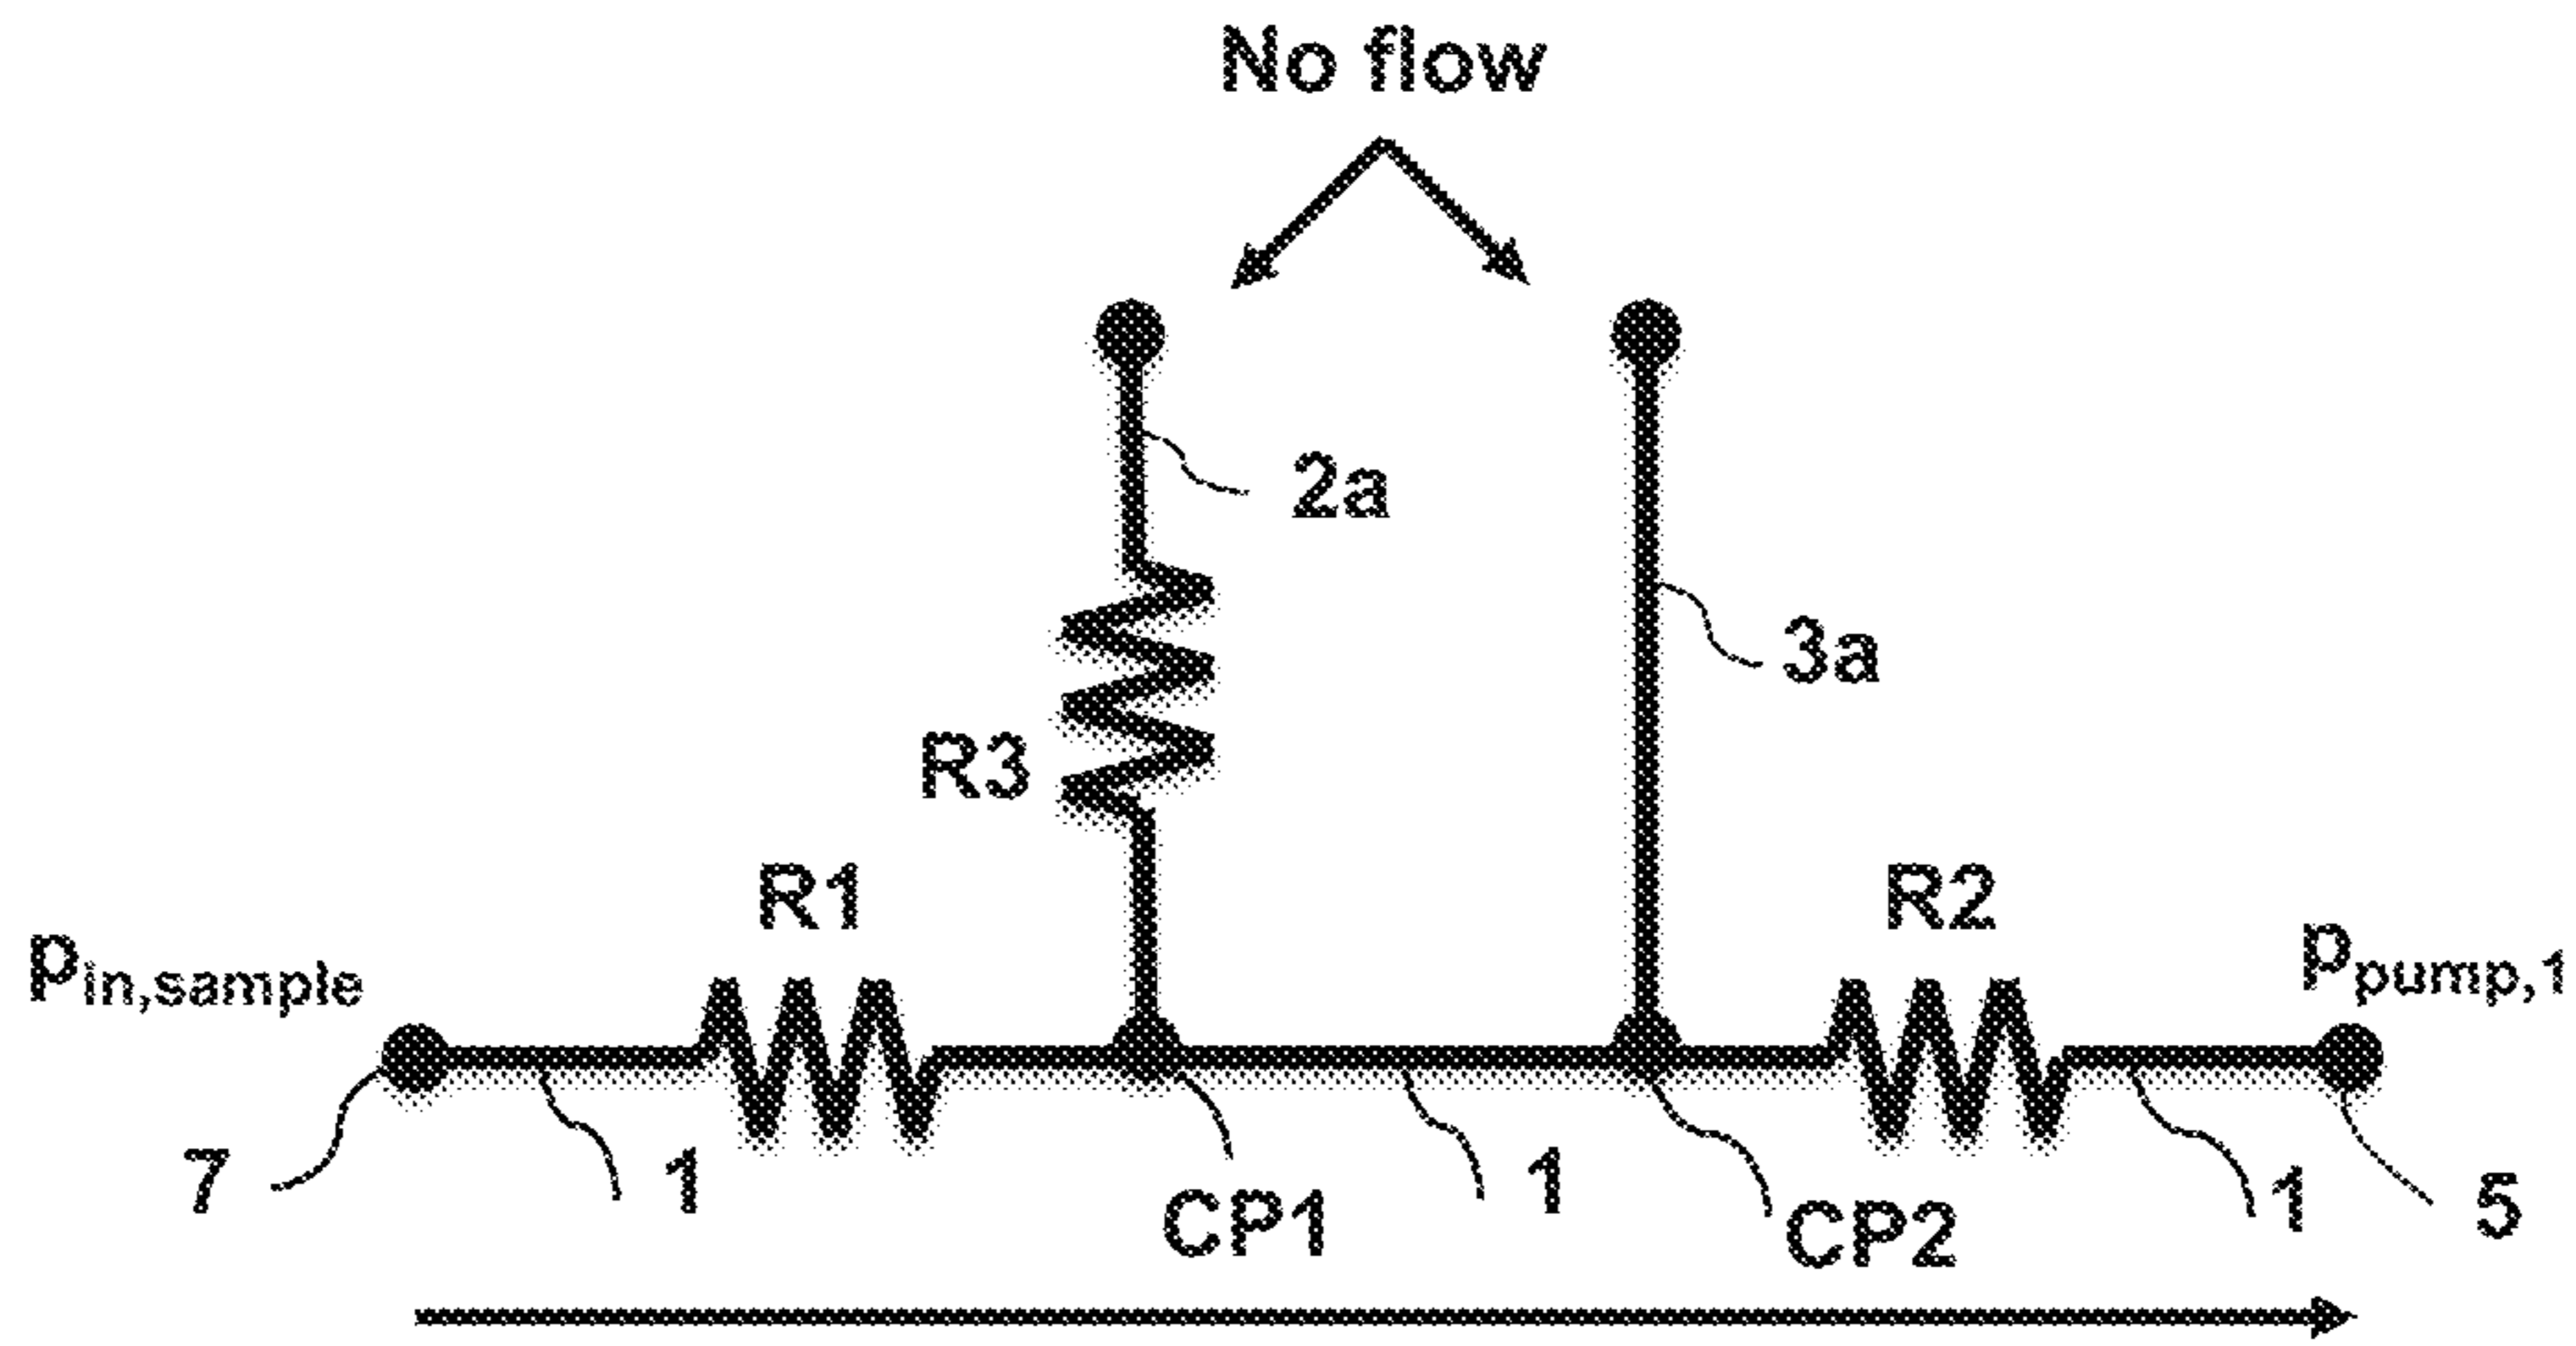 No flow
2a
3a
R3
R1
R2
pin,sample
ppump,1
7
1
CP1
1
CP2
1
5